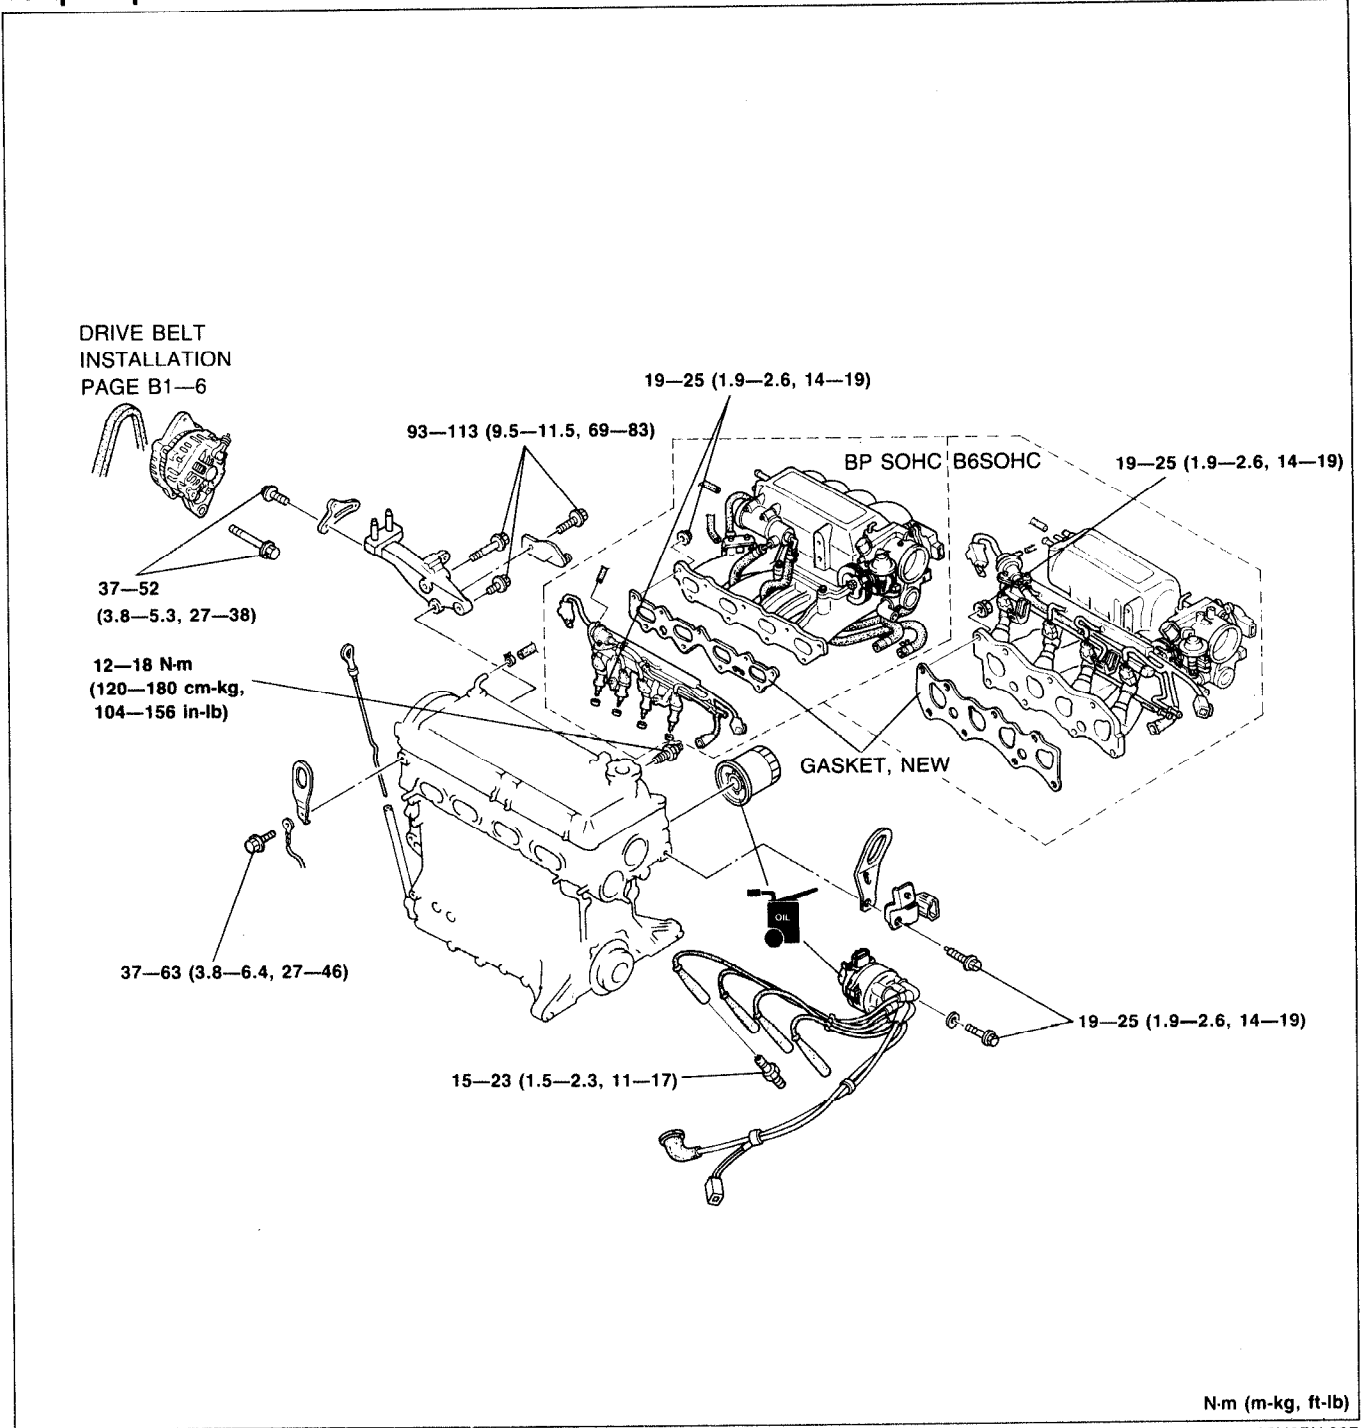 DRIVE BELT
INSTALLATION
PAGE B1—6
19—25 (1.9—2.6, 14—19)
93—113 (9.5—11.5, 69—83)
BP SOHC
B6SOHC
19—25 (1.9—2.6, 14—19)
37—52
(3.8—5.3, 27—38)
12—18 N·m
(120—180 cm-kg,
104—156 in-lb)
GASKET, NEW
OIL
37—63 (3.8—6.4, 27—46)
19—25 (1.9—2.6, 14—19)
15—23 (1.5—2.3, 11—17)
N·m (m-kg, ft-lb)